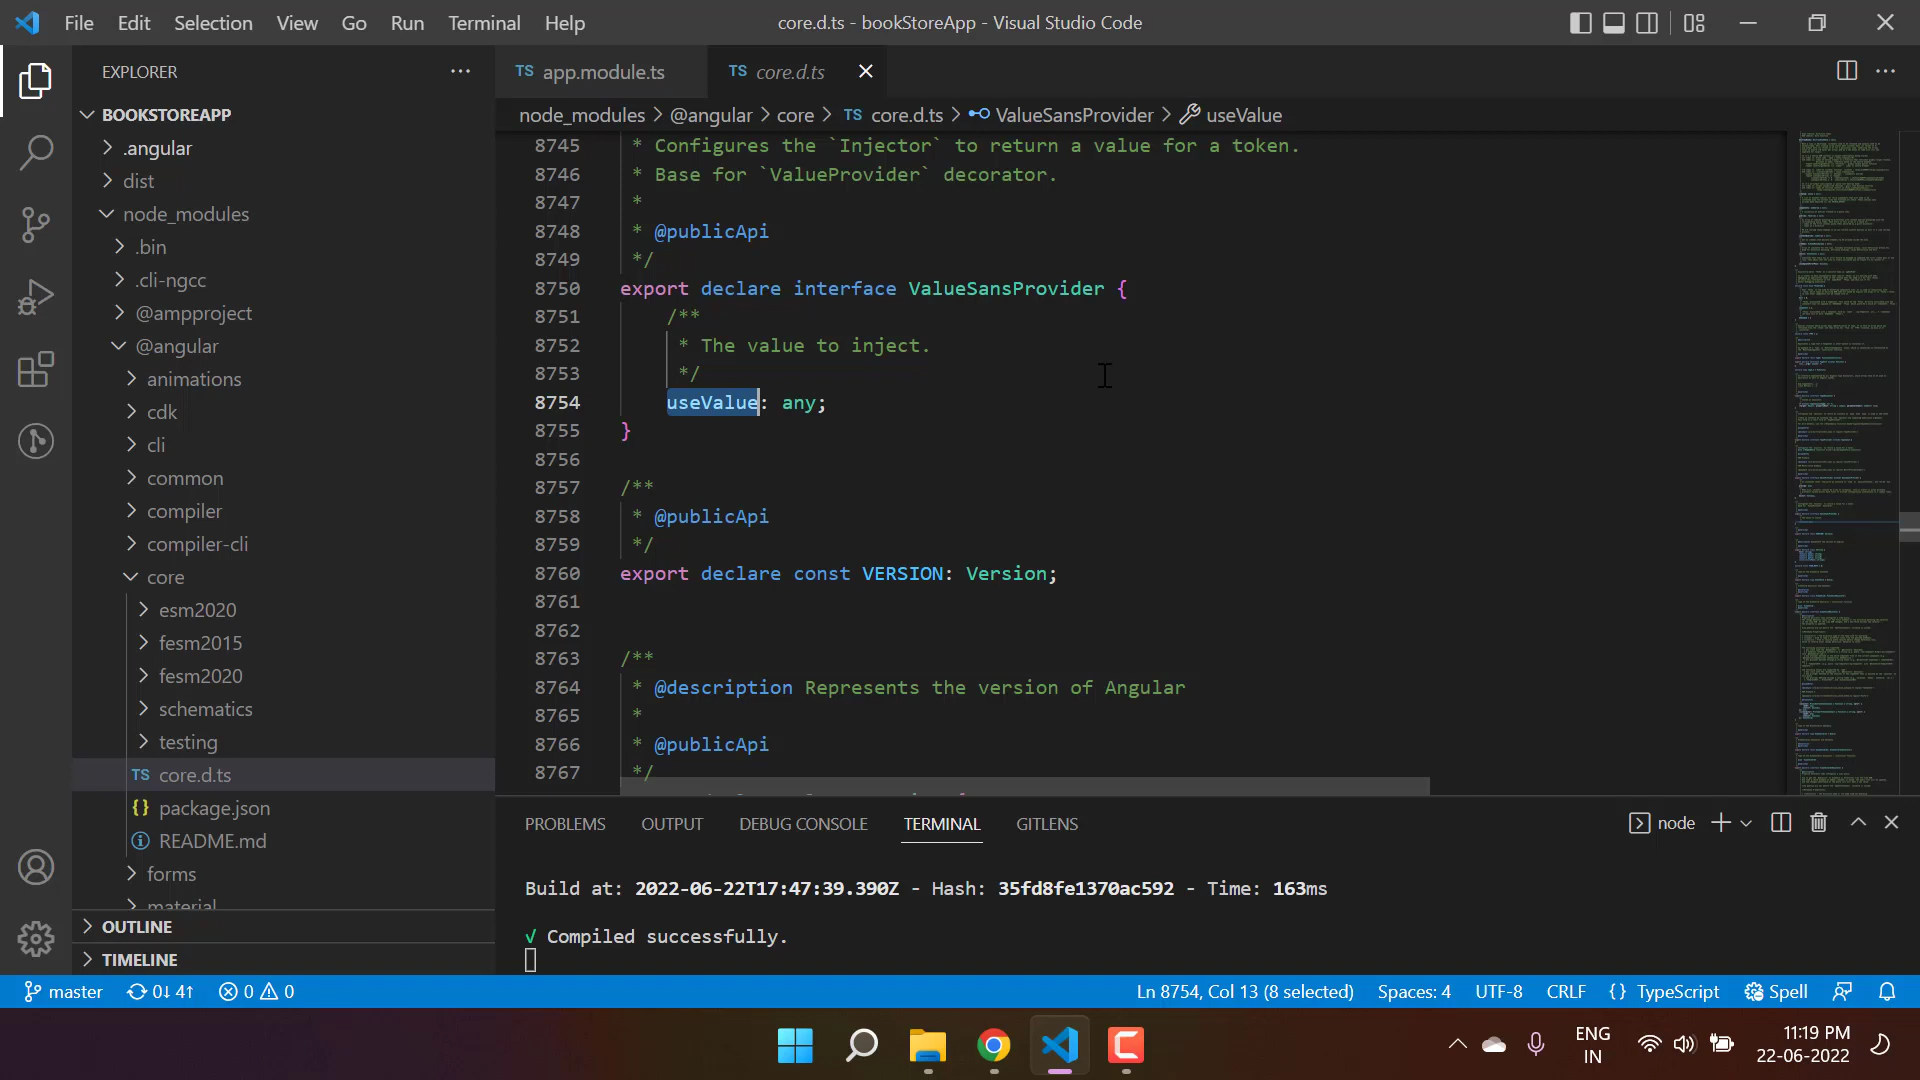 File Edit Selection View Go Run Terminal Help
core.d.ts - bookStoreApp - Visual Studio Code
EXPLORER
BOOKSTOREAPP
.angular
dist
node_modules
.bin
.cli-ngcc
@ampproject
@angular
animations
cdk
cli
common
compiler
compiler-cli
core
esm2020
fesm2015
fesm2020
schematics
testing
TS core.d.ts
{} package.json
README.md
forms
material
OUTLINE
TIMELINE
TS app.module.ts
TS core.d.ts
node_modules > @angular > core > TS core.d.ts > ValueSansProvider > useValue
8745 * Configures the `Injector` to return a value for a token.
8746 * Base for `ValueProvider` decorator.
8747 *
8748 * @publicApi
8749 */
8750 export declare interface ValueSansProvider {
8751 /**
8752 * The value to inject.
8753 */
8754 useValue: any;
8755 }
8756
8757 /**
8758 * @publicApi
8759 */
8760 export declare const VERSION: Version;
8761
8762
8763 /**
8764 * @description Represents the version of Angular
8765 *
8766 * @publicApi
8767 */
PROBLEMS OUTPUT DEBUG CONSOLE TERMINAL GITLENS
node
Build at: 2022-06-22T17:47:39.390Z - Hash: 35fd8fe1370ac592 - Time: 163ms
√ Compiled successfully.
master 0↓ 4↑ 0 0
Ln 8754, Col 13 (8 selected) Spaces: 4 UTF-8 CRLF {} TypeScript Spell
ENG
IN
11:19 PM
22-06-2022